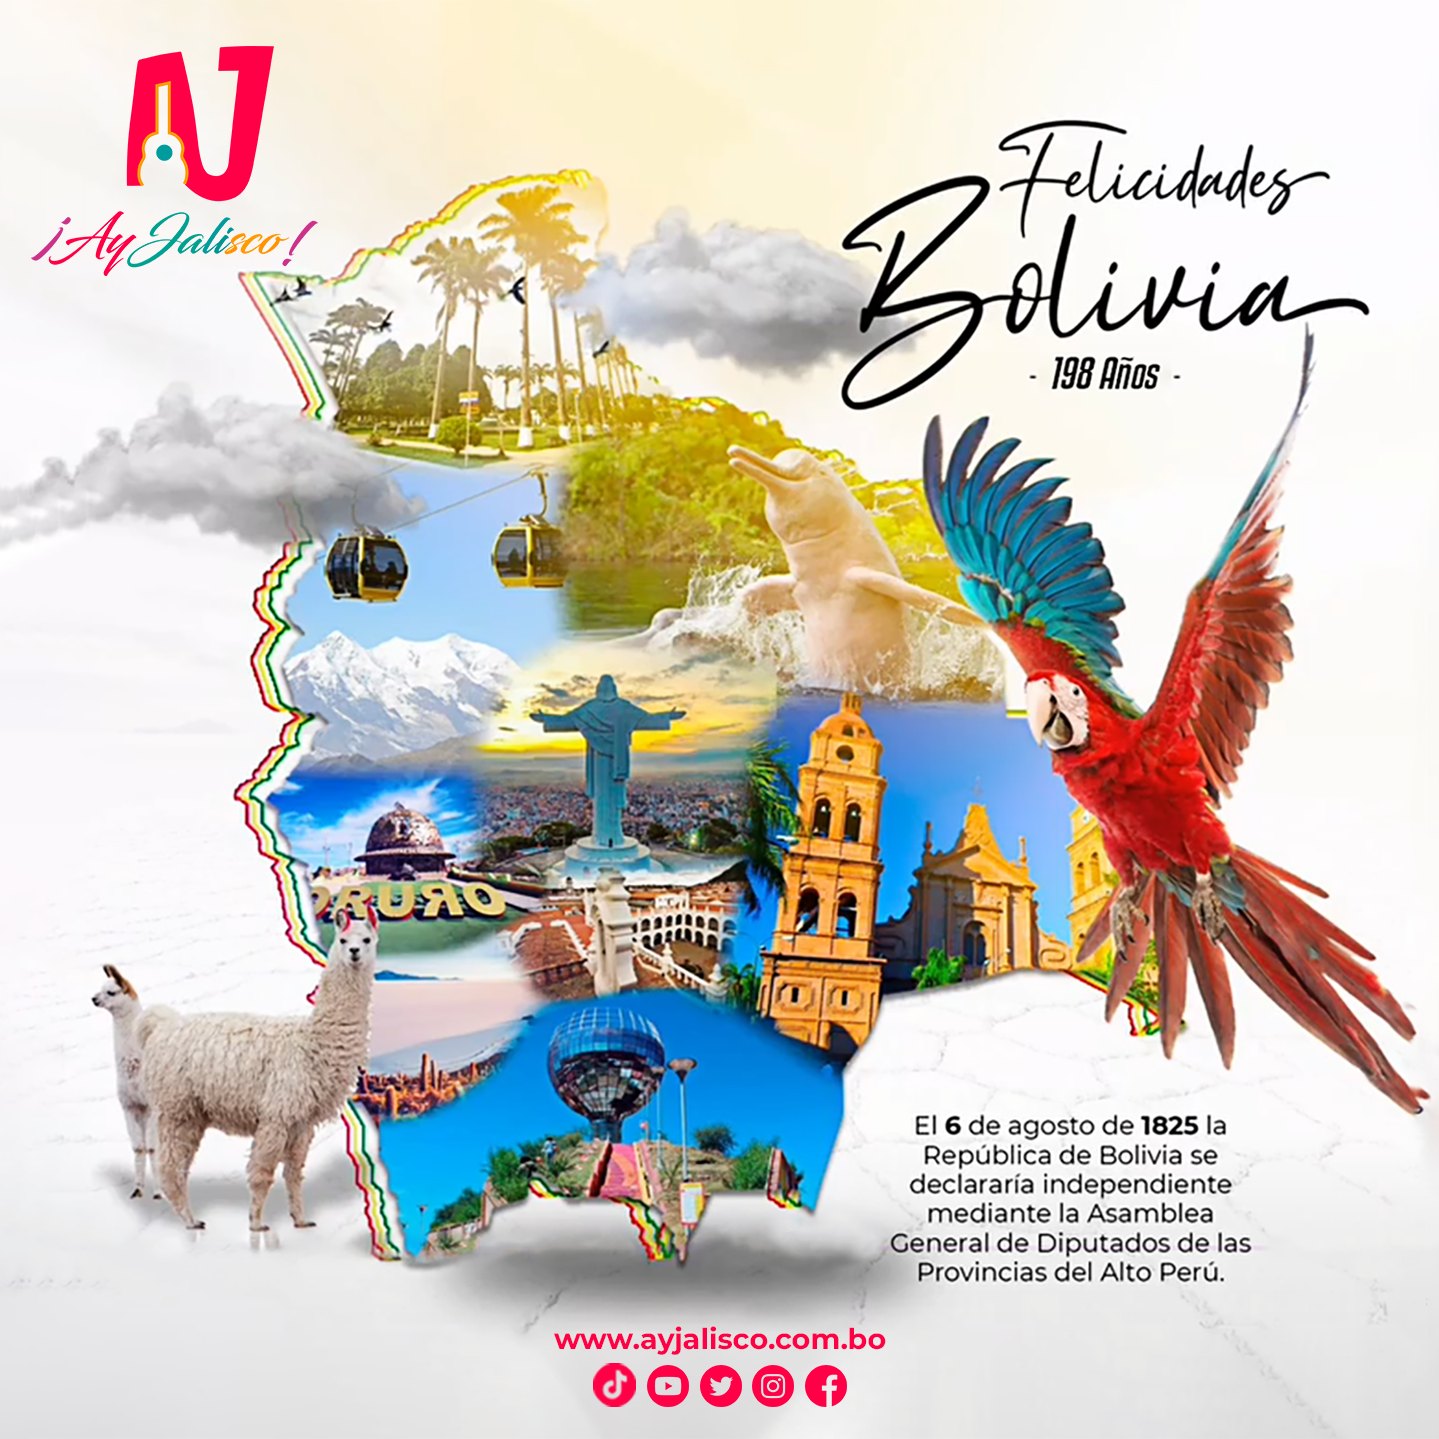 AJ
¡Ay Jalisco!
Felicidades
Bolivia
- 198 Años -
ORURO
El 6 de agosto de 1825 la
República de Bolivia se
declararía independiente
mediante la Asamblea
General de Diputados de las
Provincias del Alto Perú.
www.ayjalisco.com.bo